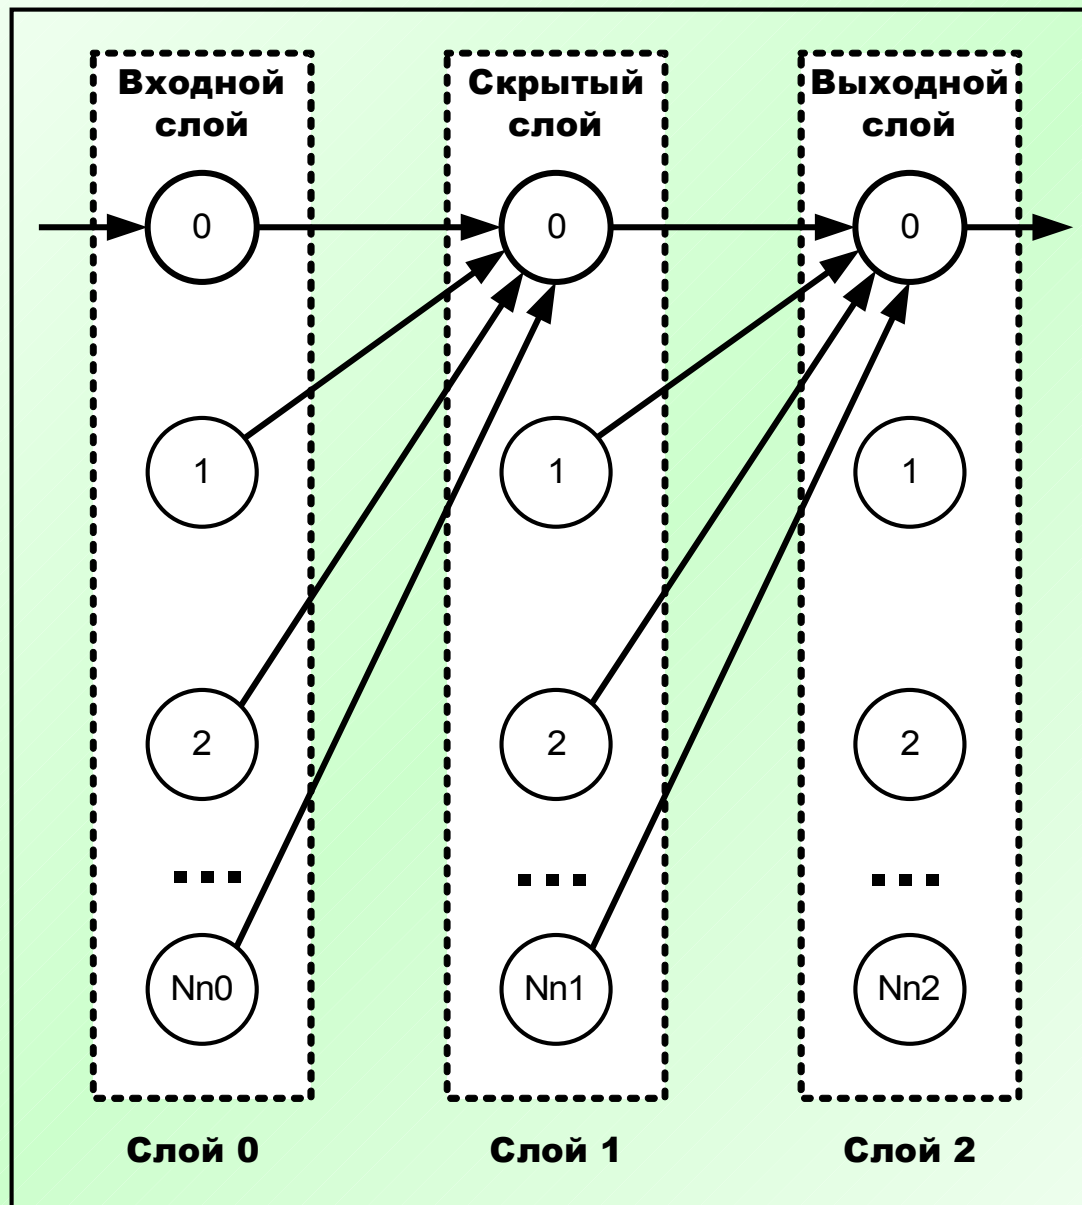 Входной
слой
Скрытый
слой
Выходной
слой
0
0
0
1
1
1
2
2
2
...
...
...
Nn0
Nn1
Nn2
Слой 0
Слой 1
Слой 2